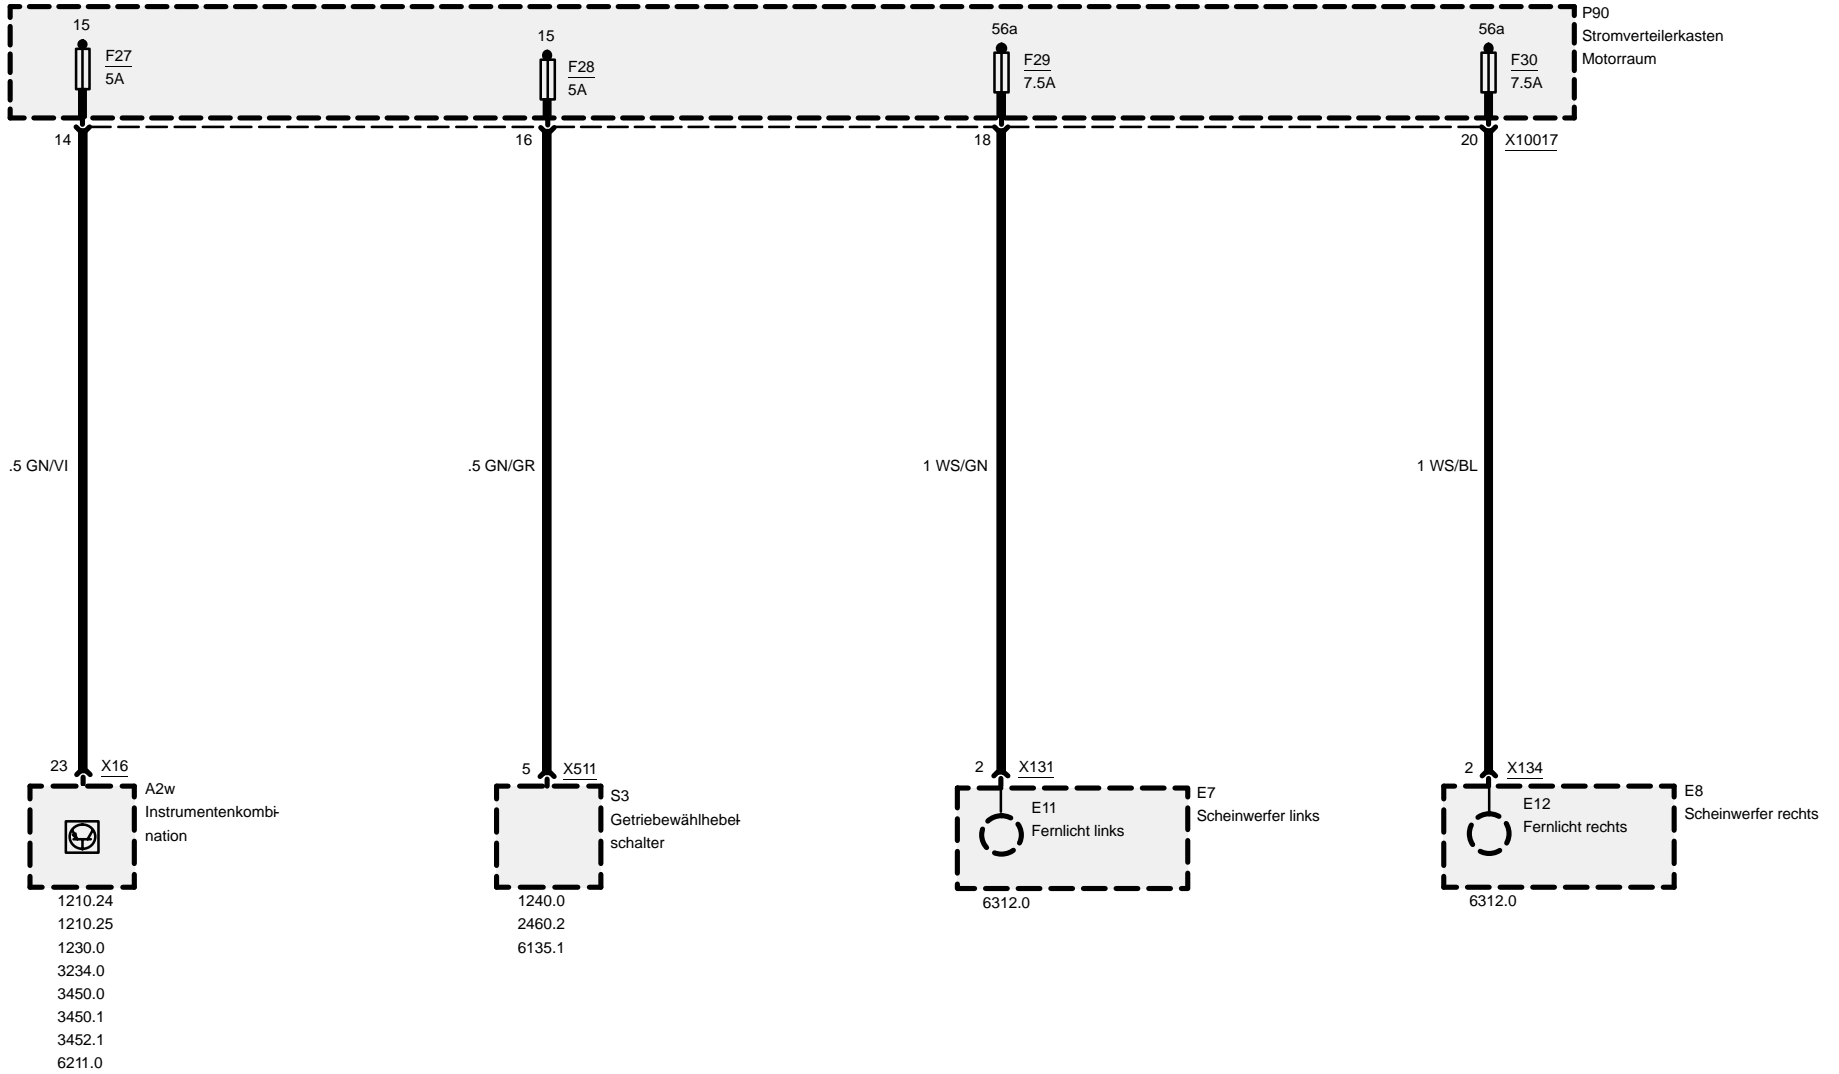 P90
Stromverteilerkasten
Motorraum
15
F27
5A
15
F28
5A
56a
F29
7.5A
56a
F30
7.5A
14
16
18
20
X10017
.5 GN/VI
.5 GN/GR
1 WS/GN
1 WS/BL
23
X16
A2w
Instrumentenkombi-
nation
1210.24
1210.25
1230.0
3234.0
3450.0
3450.1
3452.1
6211.0
5
X511
S3
Getriebewählhebel-
schalter
1240.0
2460.2
6135.1
2
X131
E7
Scheinwerfer links
E11
Fernlicht links
6312.0
2
X134
E8
Scheinwerfer rechts
E12
Fernlicht rechts
6312.0